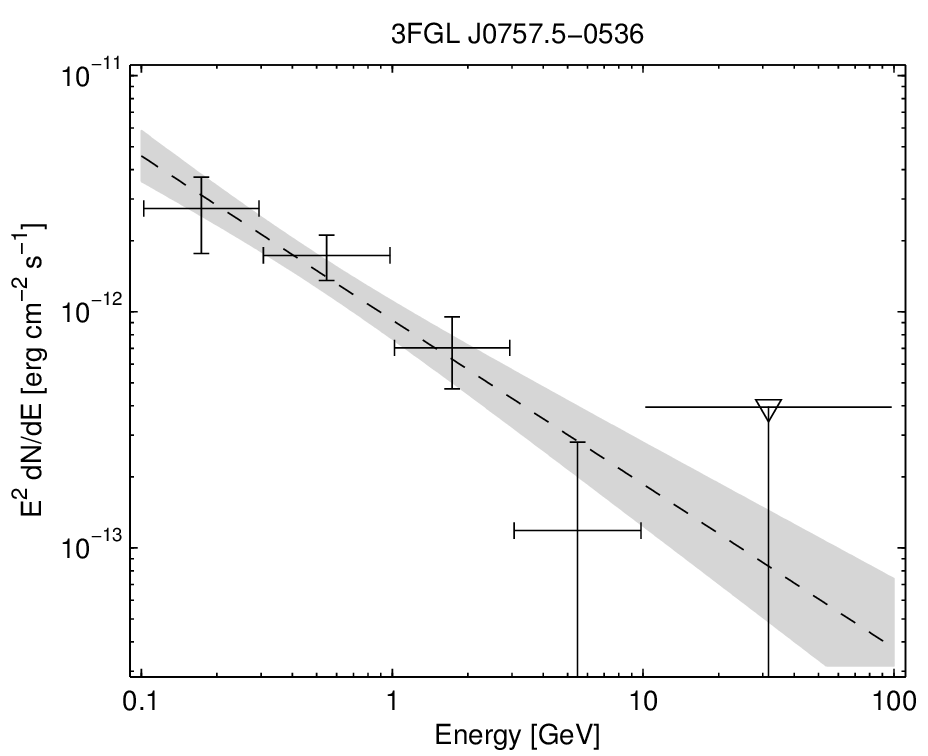 3FGL J0757.5−0536
10⁻¹¹
10⁻¹²
10⁻¹³
E² dN/dE [erg cm⁻² s⁻¹]
0.1 1 10 100
Energy [GeV]